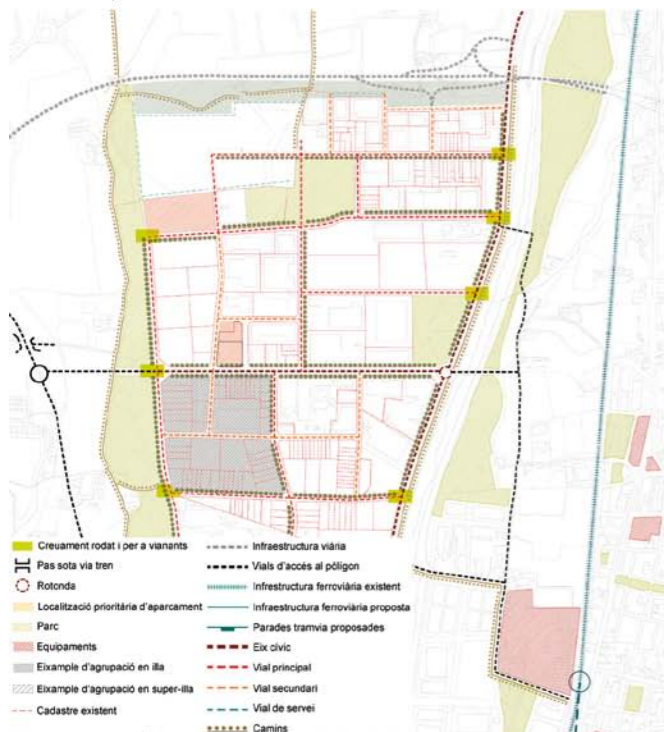 Creuament rodat i per a vianants
Pas sota via tren
Rotonda
Localització prioritària d'aparcament
Parc
Equipaments
Eixample d'agrupació en illa
Eixample d'agrupació en super-illa
Cadastre existent
Infraestructura viària
Vials d'accés al pòligon
Infrestructura ferroviària existent
Infraestructura ferroviària proposta
Parades tramvia proposades
Eix cívic
Vial principal
Vial secundari
Vial de servei
Camins